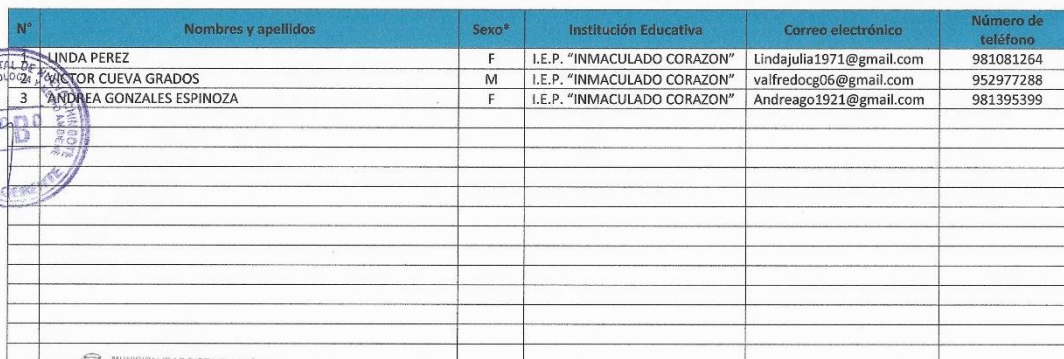 N° Nombres y apellidos Sexo* Institución Educativa Correo electrónico Número de teléfono
1 LINDA PEREZ F I.E.P. "INMACULADO CORAZON" Lindajulia1971@gmail.com 981081264
2 VICTOR CUEVA GRADOS M I.E.P. "INMACULADO CORAZON" valfredocg06@gmail.com 952977288
3 ANDREA GONZALES ESPINOZA F I.E.P. "INMACULADO CORAZON" Andreago1921@gmail.com 981395399